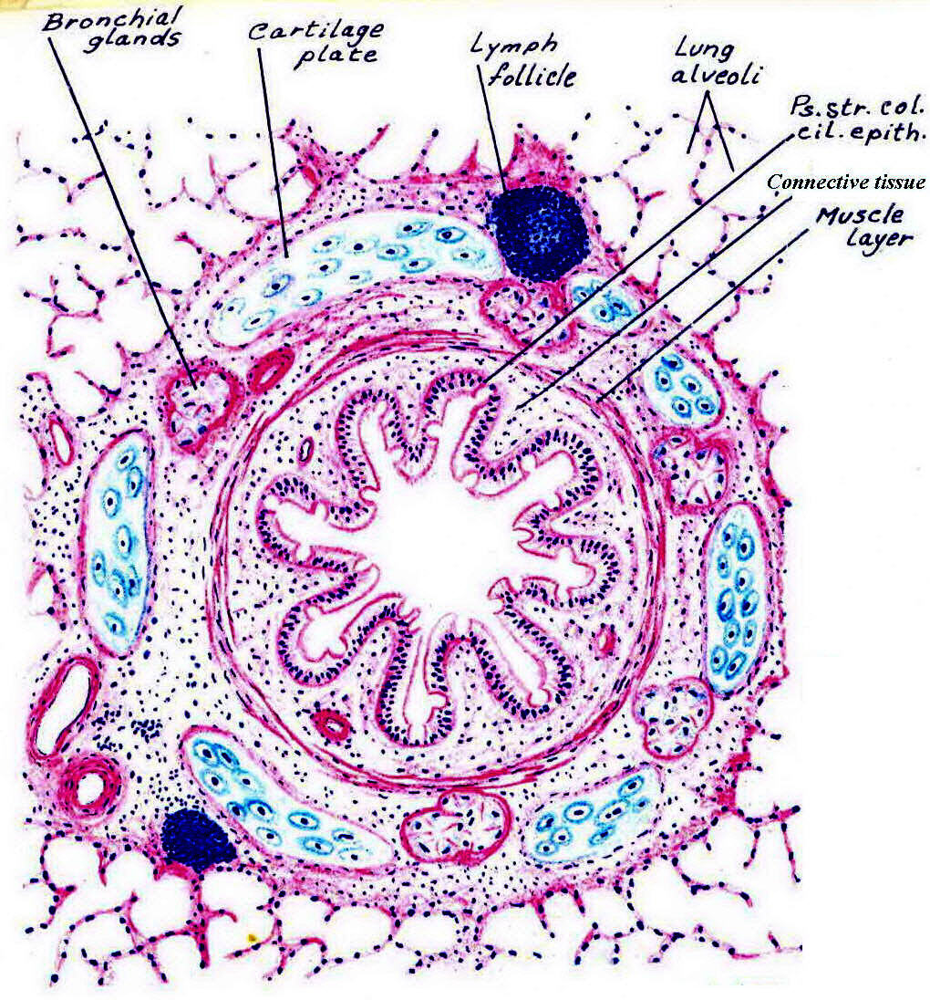 Bronchial
glands
Cartilage
plate
Lymph
follicle
Lung
alveoli
Ps. str. col.
cil. epith.
Connective tissue
Muscle
layer